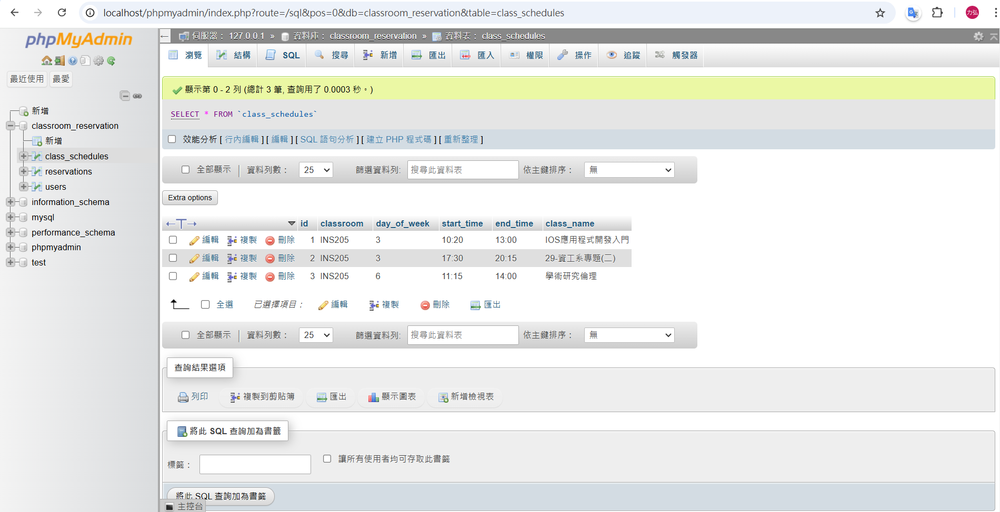 localhost/phpmyadmin/index.php?route=/sql&pos=0&db=classroom_reservation&table=class_schedules
力弘
phpMyAdmin
最近使用 最愛
新增
classroom_reservation
新增
class_schedules
reservations
users
information_schema
mysql
performance_schema
phpmyadmin
test
伺服器： 127.0.0.1 » 資料庫： classroom_reservation » 資料表： class_schedules
瀏覽 結構 SQL 搜尋 新增 匯出 匯入 權限 操作 追蹤 觸發器
顯示第 0 - 2 列 (總計 3 筆, 查詢用了 0.0003 秒。)
SELECT * FROM `class_schedules`
效能分析 [ 行內編輯 ] [ 編輯 ] [ SQL 語句分析 ] [ 建立 PHP 程式碼 ] [ 重新整理 ]
全部顯示 | 資料列數： 25 篩選資料列: 搜尋此資料表 依主鍵排序： 無
Extra options
←T→ id classroom day_of_week start_time end_time class_name
編輯 複製 刪除 1 INS205 3 10:20 13:00 IOS應用程式開發入門
編輯 複製 刪除 2 INS205 3 17:30 20:15 29-資工系專題(二)
編輯 複製 刪除 3 INS205 6 11:15 14:00 學術研究倫理
全選 已選擇項目： 編輯 複製 刪除 匯出
全部顯示 | 資料列數： 25 篩選資料列: 搜尋此資料表 依主鍵排序： 無
查詢結果選項
列印 複製到剪貼簿 匯出 顯示圖表 新增檢視表
將此 SQL 查詢加為書籤
標籤： 讓所有使用者均可存取此書籤
將此 SQL 查詢加為書籤
主控台